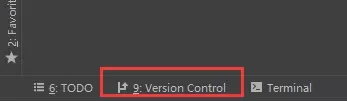 2: Favorit
6: TODO
9: Version Control
Terminal